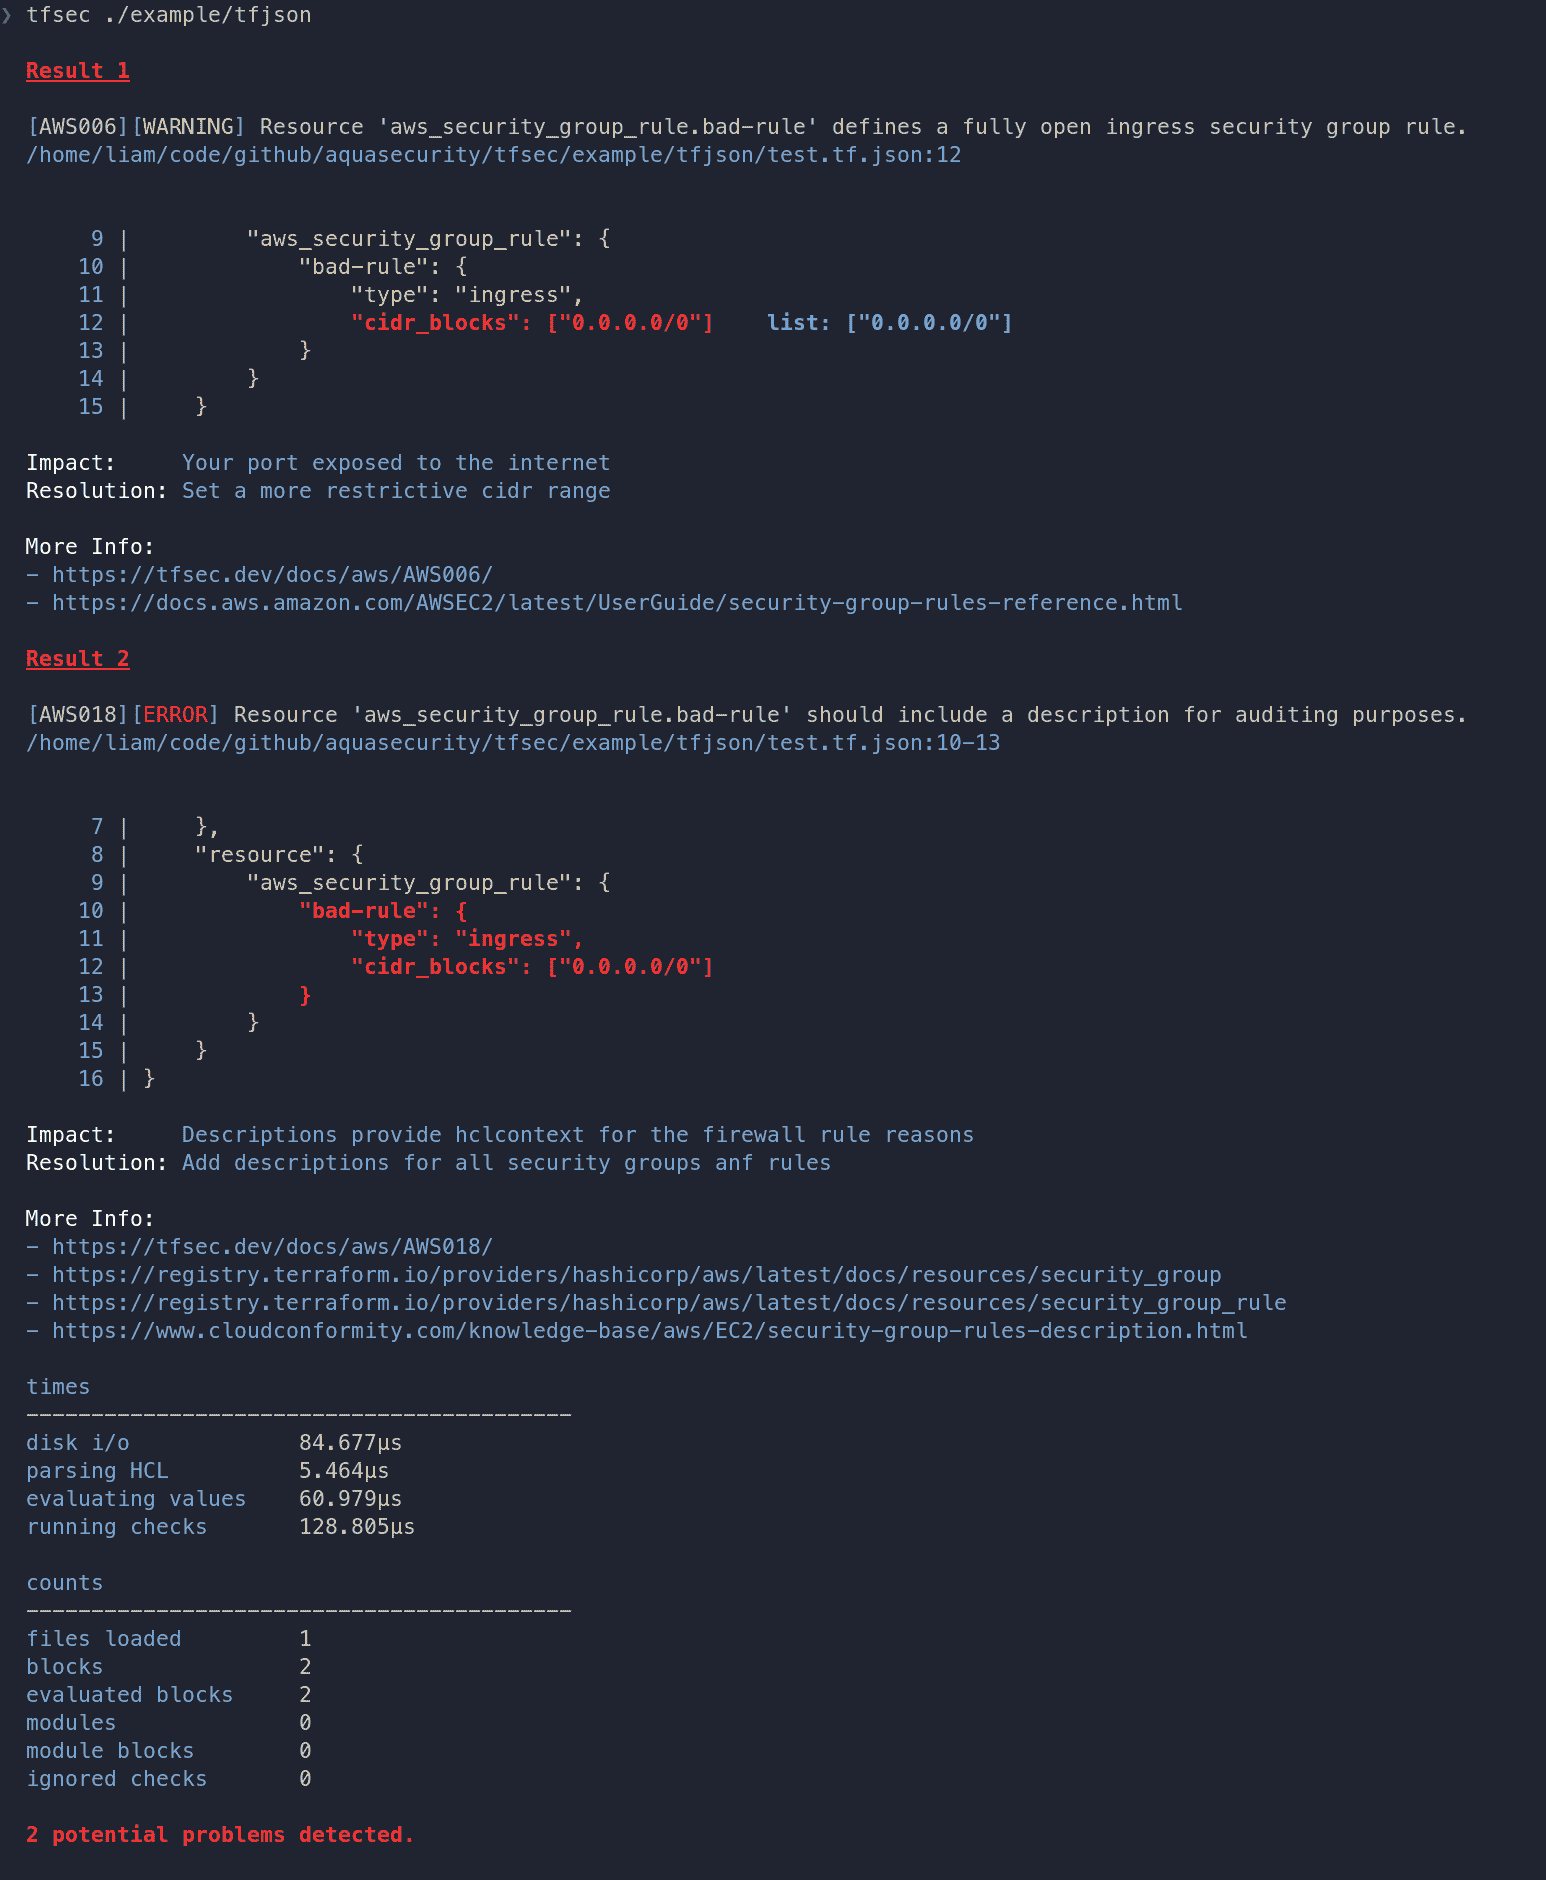 ❯ tfsec ./example/tfjson
Result 1
[AWS006][WARNING] Resource 'aws_security_group_rule.bad-rule' defines a fully open ingress security group rule.
/home/liam/code/github/aquasecurity/tfsec/example/tfjson/test.tf.json:12
9 |         "aws_security_group_rule": {
10 |             "bad-rule": {
11 |                 "type": "ingress",
12 |                 "cidr_blocks": ["0.0.0.0/0"]    list: ["0.0.0.0/0"]
13 |             }
14 |         }
15 |     }
Impact:     Your port exposed to the internet
Resolution: Set a more restrictive cidr range
More Info:
- https://tfsec.dev/docs/aws/AWS006/
- https://docs.aws.amazon.com/AWSEC2/latest/UserGuide/security-group-rules-reference.html
Result 2
[AWS018][ERROR] Resource 'aws_security_group_rule.bad-rule' should include a description for auditing purposes.
/home/liam/code/github/aquasecurity/tfsec/example/tfjson/test.tf.json:10-13
7 |     },
8 |     "resource": {
9 |         "aws_security_group_rule": {
10 |             "bad-rule": {
11 |                 "type": "ingress",
12 |                 "cidr_blocks": ["0.0.0.0/0"]
13 |             }
14 |         }
15 |     }
16 | }
Impact:     Descriptions provide hclcontext for the firewall rule reasons
Resolution: Add descriptions for all security groups anf rules
More Info:
- https://tfsec.dev/docs/aws/AWS018/
- https://registry.terraform.io/providers/hashicorp/aws/latest/docs/resources/security_group
- https://registry.terraform.io/providers/hashicorp/aws/latest/docs/resources/security_group_rule
- https://www.cloudconformity.com/knowledge-base/aws/EC2/security-group-rules-description.html
times
------------------------------------------
disk i/o             84.677µs
parsing HCL          5.464µs
evaluating values    60.979µs
running checks       128.805µs
counts
------------------------------------------
files loaded         1
blocks               2
evaluated blocks     2
modules              0
module blocks        0
ignored checks       0
2 potential problems detected.